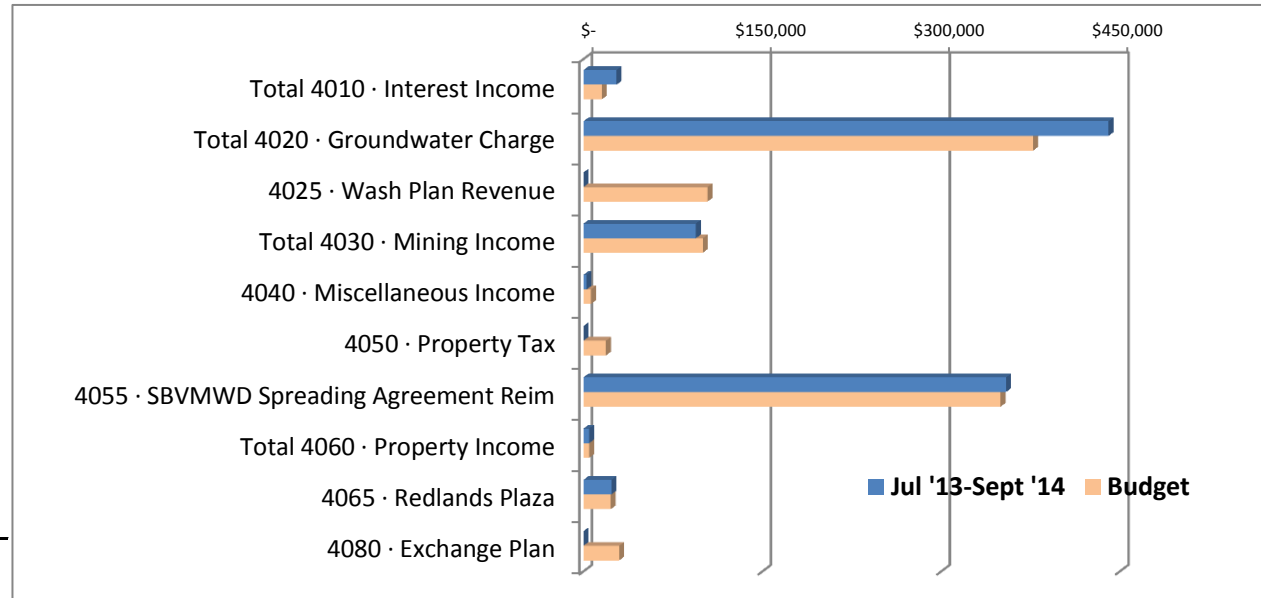 $- $150,000 $300,000 $450,000
Total 4010 · Interest Income
Total 4020 · Groundwater Charge
4025 · Wash Plan Revenue
Total 4030 · Mining Income
4040 · Miscellaneous Income
4050 · Property Tax
4055 · SBVMWD Spreading Agreement Reim
Total 4060 · Property Income
4065 · Redlands Plaza
4080 · Exchange Plan
Jul '13-Sept '14 Budget